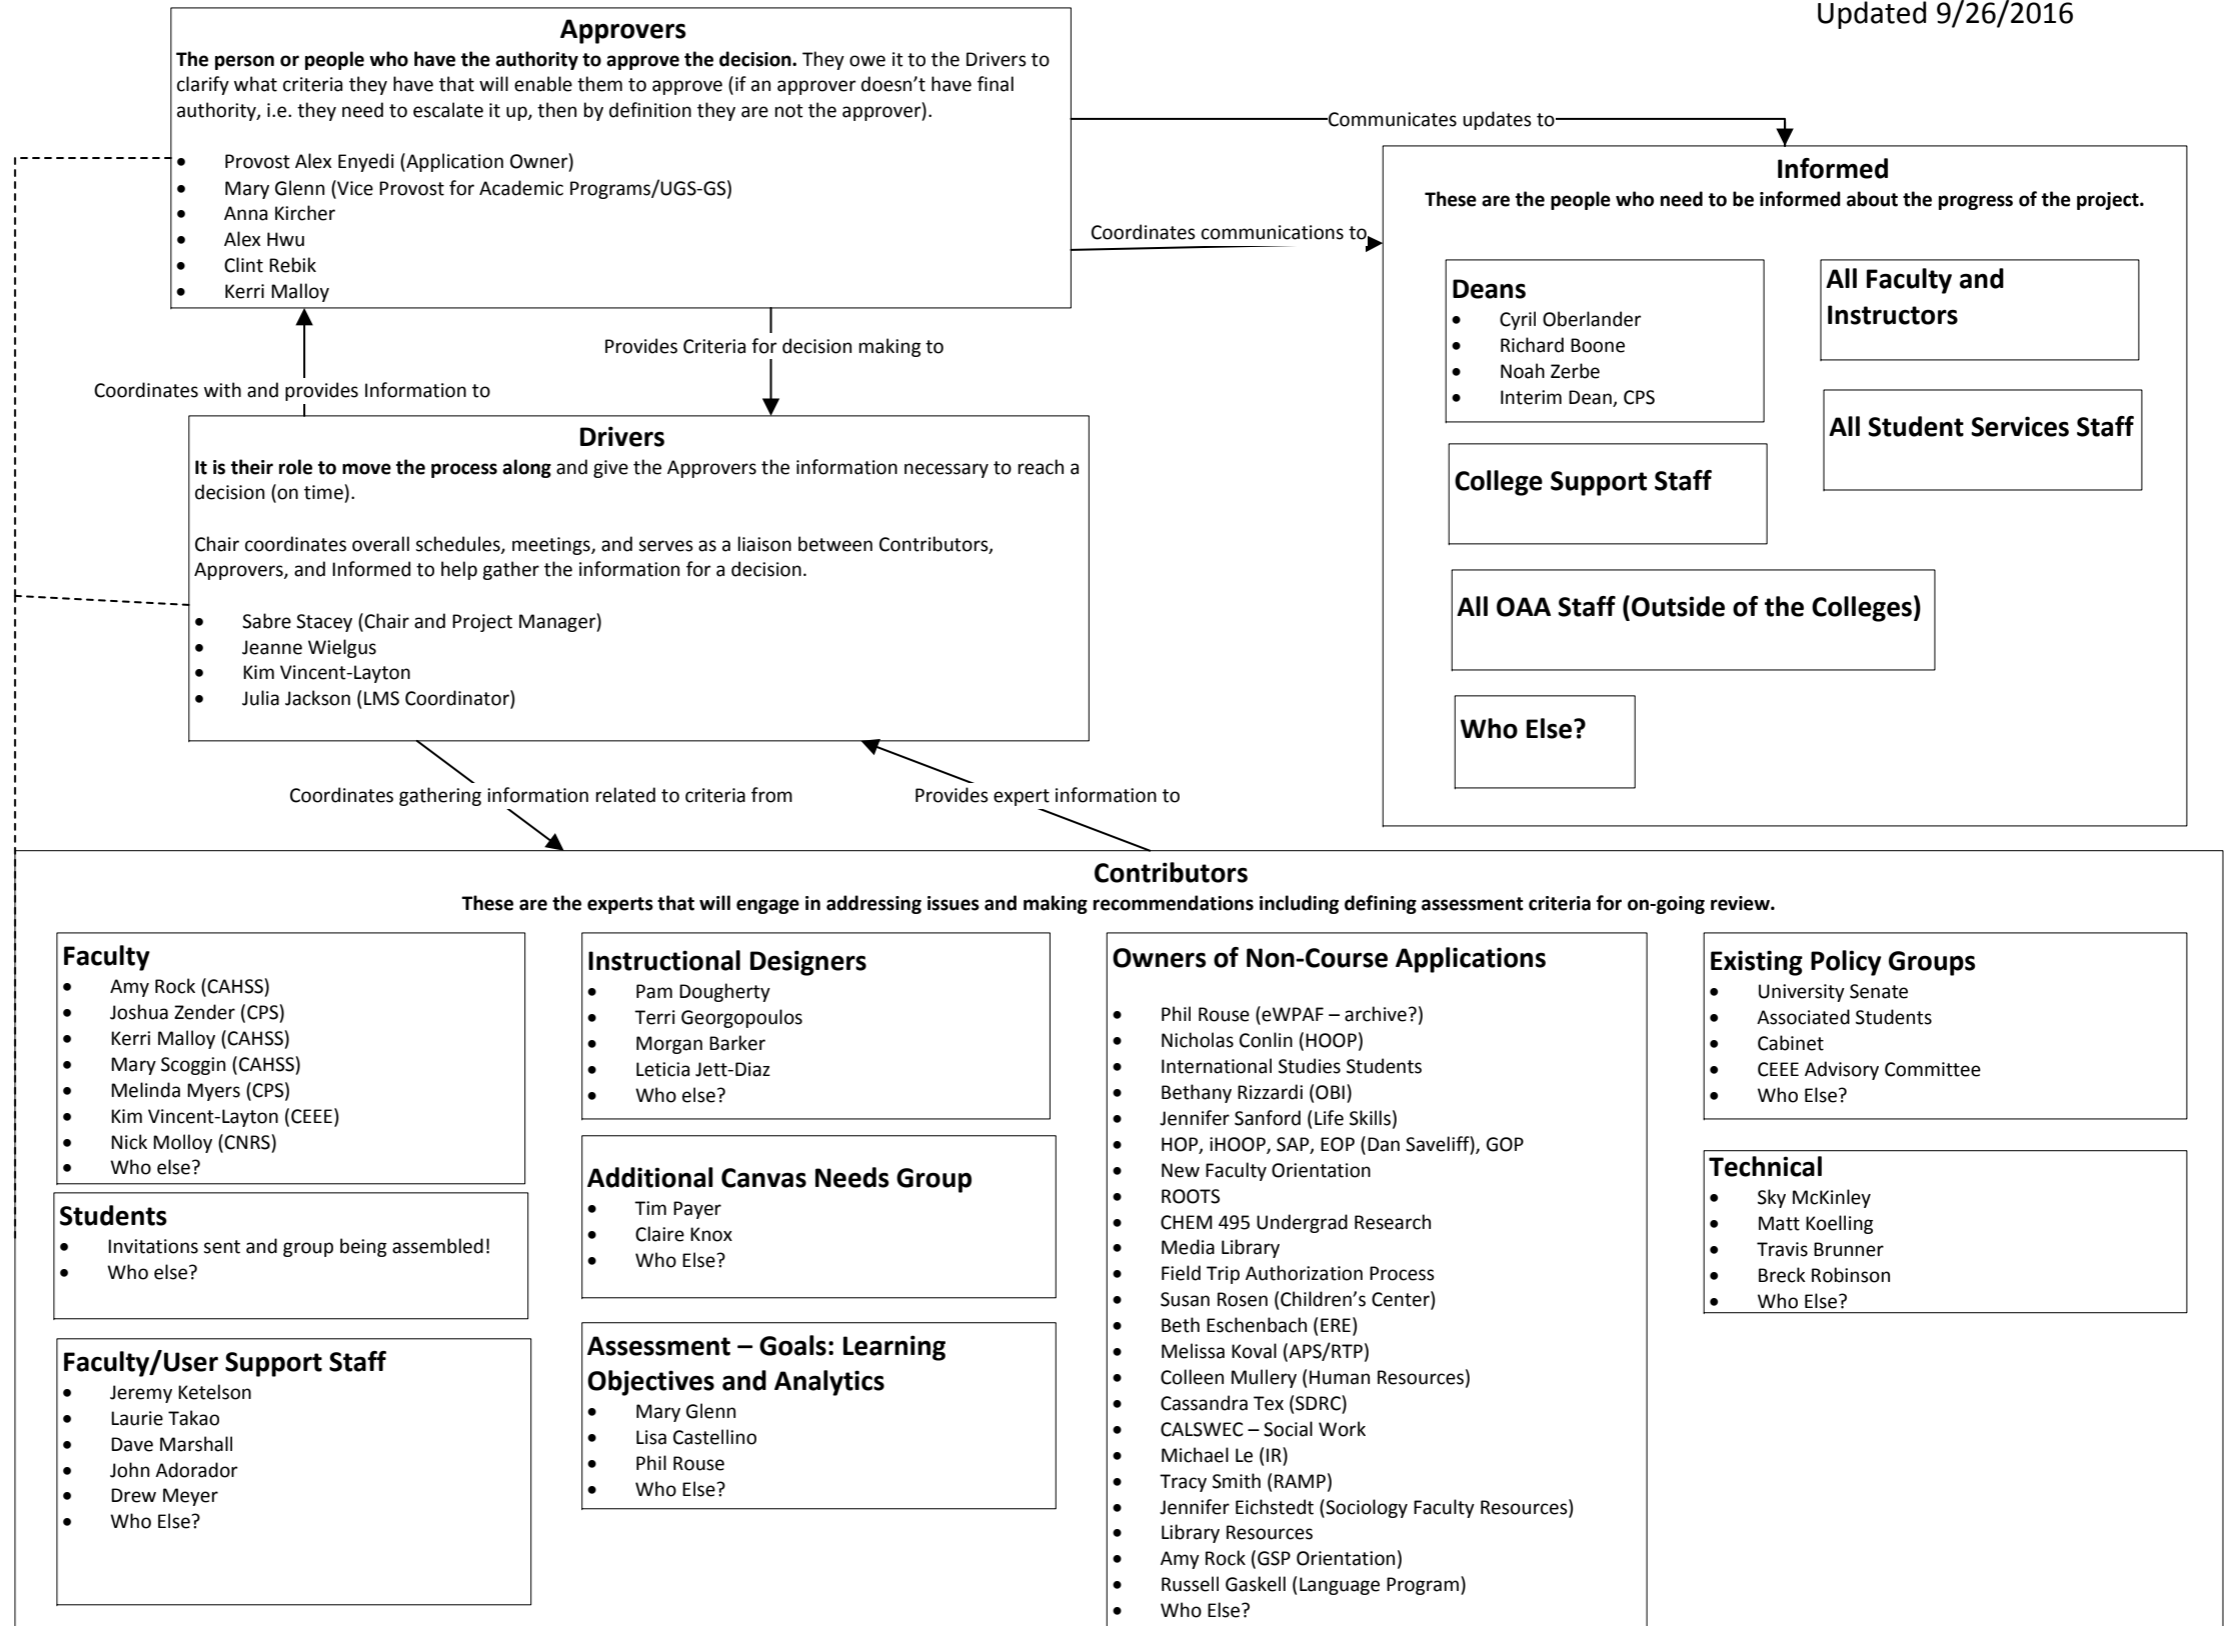 Updated 9/26/2016
Approvers
The person or people who have the authority to approve the decision. They owe it to the Drivers to
clarify what criteria they have that will enable them to approve (if an approver doesn't have final
authority, i.e. they need to escalate it up, then by definition they are not the approver).
• Provost Alex Enyedi (Application Owner)
• Mary Glenn (Vice Provost for Academic Programs/UGS-GS)
• Anna Kircher
• Alex Hwu
• Clint Rebik
• Kerri Malloy
Communicates updates to
Coordinates communications to
Informed
These are the people who need to be informed about the progress of the project.
Deans
• Cyril Oberlander
• Richard Boone
• Noah Zerbe
• Interim Dean, CPS
All Faculty and
Instructors
All Student Services Staff
College Support Staff
All OAA Staff (Outside of the Colleges)
Who Else?
Provides Criteria for decision making to
Coordinates with and provides Information to
Drivers
It is their role to move the process along and give the Approvers the information necessary to reach a
decision (on time).
Chair coordinates overall schedules, meetings, and serves as a liaison between Contributors,
Approvers, and Informed to help gather the information for a decision.
• Sabre Stacey (Chair and Project Manager)
• Jeanne Wielgus
• Kim Vincent-Layton
• Julia Jackson (LMS Coordinator)
Coordinates gathering information related to criteria from
Provides expert information to
Contributors
These are the experts that will engage in addressing issues and making recommendations including defining assessment criteria for on-going review.
Faculty
• Amy Rock (CAHSS)
• Joshua Zender (CPS)
• Kerri Malloy (CAHSS)
• Mary Scoggin (CAHSS)
• Melinda Myers (CPS)
• Kim Vincent-Layton (CEEE)
• Nick Molloy (CNRS)
• Who else?
Students
• Invitations sent and group being assembled!
• Who else?
Faculty/User Support Staff
• Jeremy Ketelson
• Laurie Takao
• Dave Marshall
• John Adorador
• Drew Meyer
• Who Else?
Instructional Designers
• Pam Dougherty
• Terri Georgopoulos
• Morgan Barker
• Leticia Jett-Diaz
• Who else?
Additional Canvas Needs Group
• Tim Payer
• Claire Knox
• Who Else?
Assessment – Goals: Learning
Objectives and Analytics
• Mary Glenn
• Lisa Castellino
• Phil Rouse
• Who Else?
Owners of Non-Course Applications
• Phil Rouse (eWPAF – archive?)
• Nicholas Conlin (HOOP)
• International Studies Students
• Bethany Rizzardi (OBI)
• Jennifer Sanford (Life Skills)
• HOP, iHOOP, SAP, EOP (Dan Saveliff), GOP
• New Faculty Orientation
• ROOTS
• CHEM 495 Undergrad Research
• Media Library
• Field Trip Authorization Process
• Susan Rosen (Children's Center)
• Beth Eschenbach (ERE)
• Melissa Koval (APS/RTP)
• Colleen Mullery (Human Resources)
• Cassandra Tex (SDRC)
• CALSWEC – Social Work
• Michael Le (IR)
• Tracy Smith (RAMP)
• Jennifer Eichstedt (Sociology Faculty Resources)
• Library Resources
• Amy Rock (GSP Orientation)
• Russell Gaskell (Language Program)
• Who Else?
Existing Policy Groups
• University Senate
• Associated Students
• Cabinet
• CEEE Advisory Committee
• Who Else?
Technical
• Sky McKinley
• Matt Koelling
• Travis Brunner
• Breck Robinson
• Who Else?